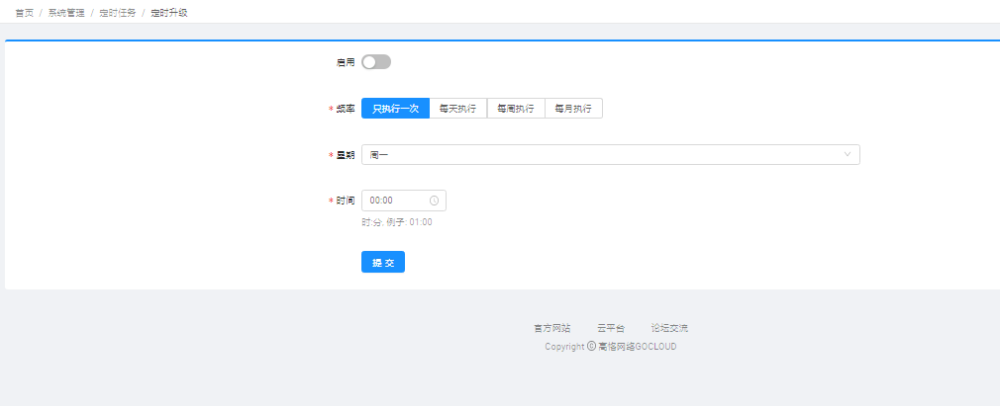 首页 / 系统管理 / 定时任务 / 定时升级
启用
* 频率 只执行一次 每天执行 每周执行 每月执行
* 星期 周一
* 时间 00:00
时:分, 例子: 01:00
提 交
官方网站 云平台 论坛交流
Copyright © 高格网络GOCLOUD